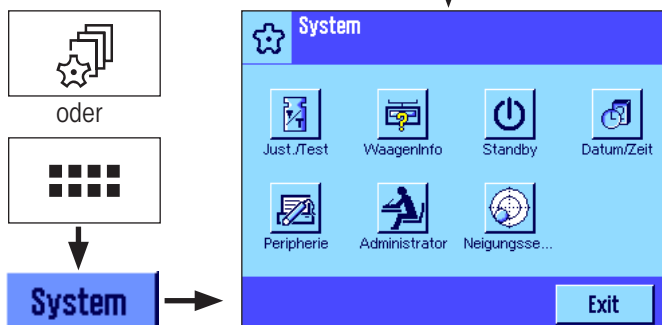 oder
System
System
Just./Test
WaagenInfo
Standby
Datum/Zeit
Peripherie
Administrator
Neigungsse...
Exit